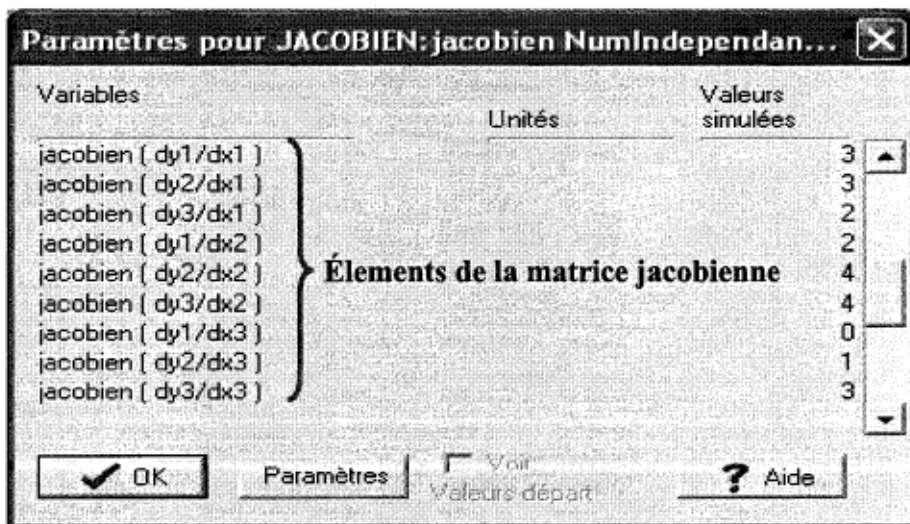 Paramètres pour JACOBIEN: jacobien NumIndependan...
Variables
Unités
Valeurs
simulées
jacobien ( dy1/dx1 ) 3
jacobien ( dy2/dx1 ) 3
jacobien ( dy3/dx1 ) 2
jacobien ( dy1/dx2 ) 2
jacobien ( dy2/dx2 ) 4
jacobien ( dy3/dx2 ) 4
jacobien ( dy1/dx3 ) 0
jacobien ( dy2/dx3 ) 1
jacobien ( dy3/dx3 ) 3
Élements de la matrice jacobienne
OK
Paramètres
Voir
Valeurs départ
? Aide